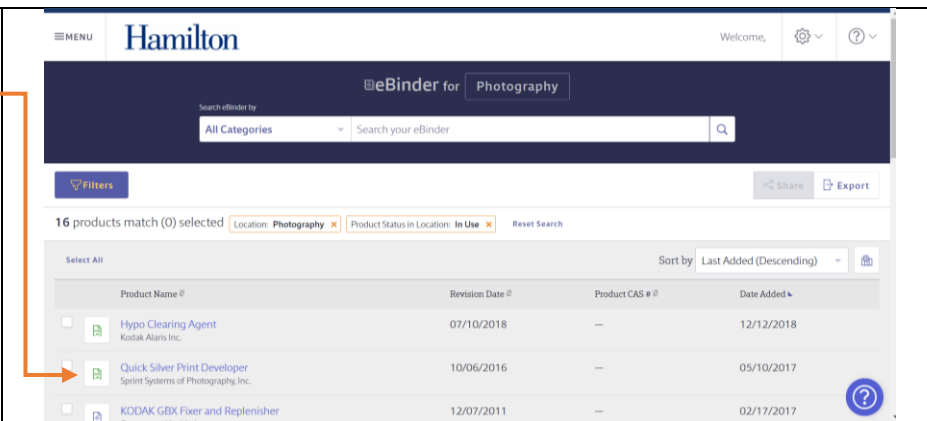 MENU
Hamilton
Welcome,
eBinder for Photography
Search eBinder by
All Categories
Search your eBinder
Filters
Share
Export
16 products match (0) selected Location: Photography × Product Status in Location: In Use × Reset Search
Select All
Sort by Last Added (Descending)
Product Name Revision Date Product CAS # Date Added
Hypo Clearing Agent 07/10/2018 — 12/12/2018
Kodak Alaris Inc.
Quick Silver Print Developer 10/06/2016 — 05/10/2017
Sprint Systems of Photography, Inc.
KODAK GBX Fixer and Replenisher 12/07/2011 — 02/17/2017